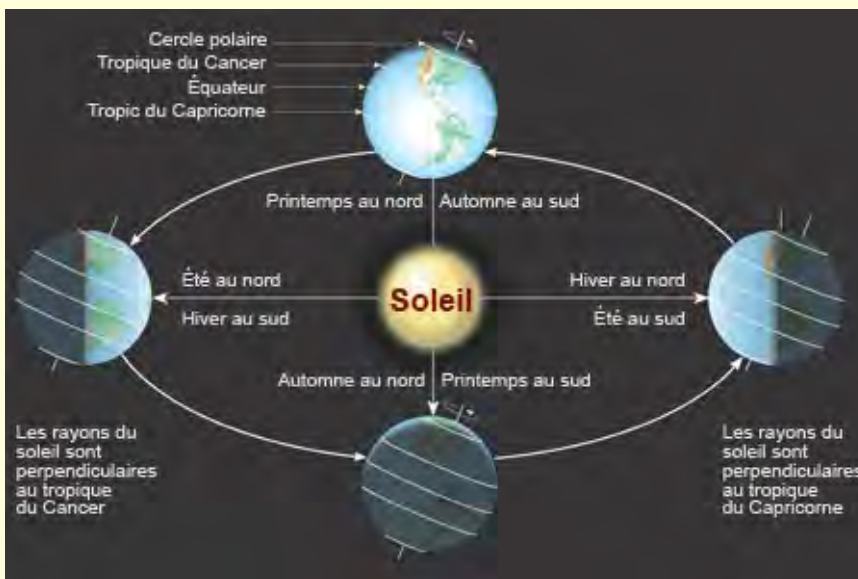 Cercle polaire
Tropique du Cancer
Équateur
Tropic du Capricorne
Printemps au nord
Automne au sud
Été au nord
Hiver au sud
Soleil
Hiver au nord
Été au sud
Automne au nord
Printemps au sud
Les rayons du
soleil sont
perpendiculaires
au tropique
du Cancer
Les rayons du
soleil sont
perpendiculaires
au tropique
du Capricorne